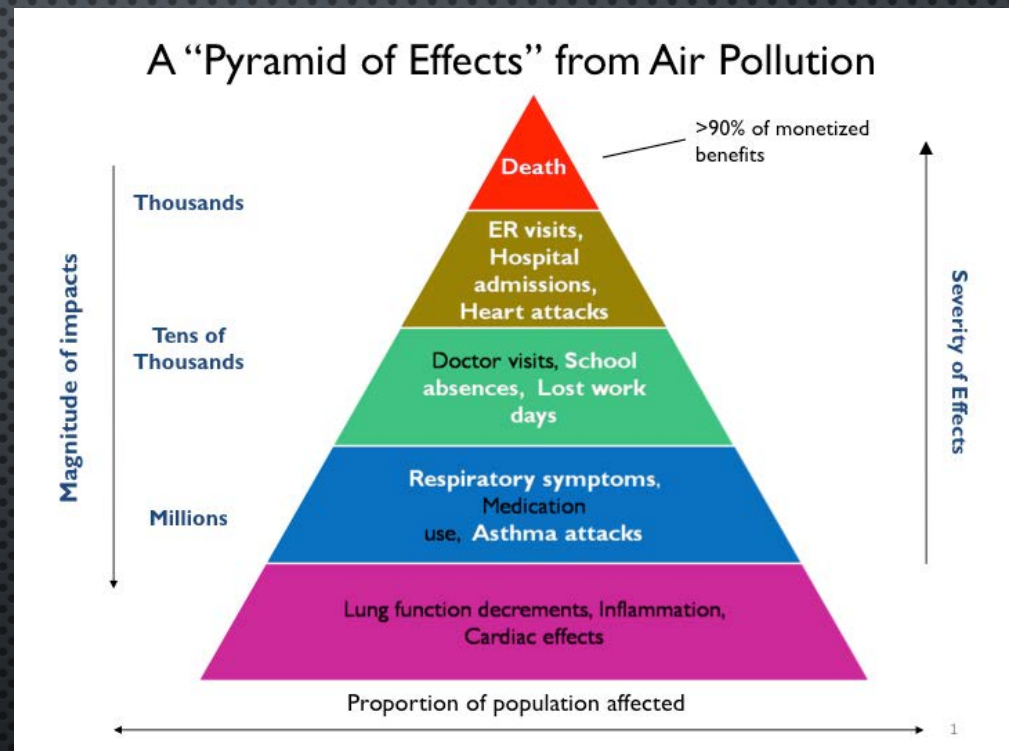 A “Pyramid of Effects” from Air Pollution
>90% of monetized
benefits
Death
Thousands
ER visits,
Hospital
admissions,
Heart attacks
Magnitude of impacts
Severity of Effects
Tens of
Thousands
Doctor visits, School
absences, Lost work
days
Respiratory symptoms,
Medication
use, Asthma attacks
Millions
Lung function decrements, Inflammation,
Cardiac effects
Proportion of population affected
1